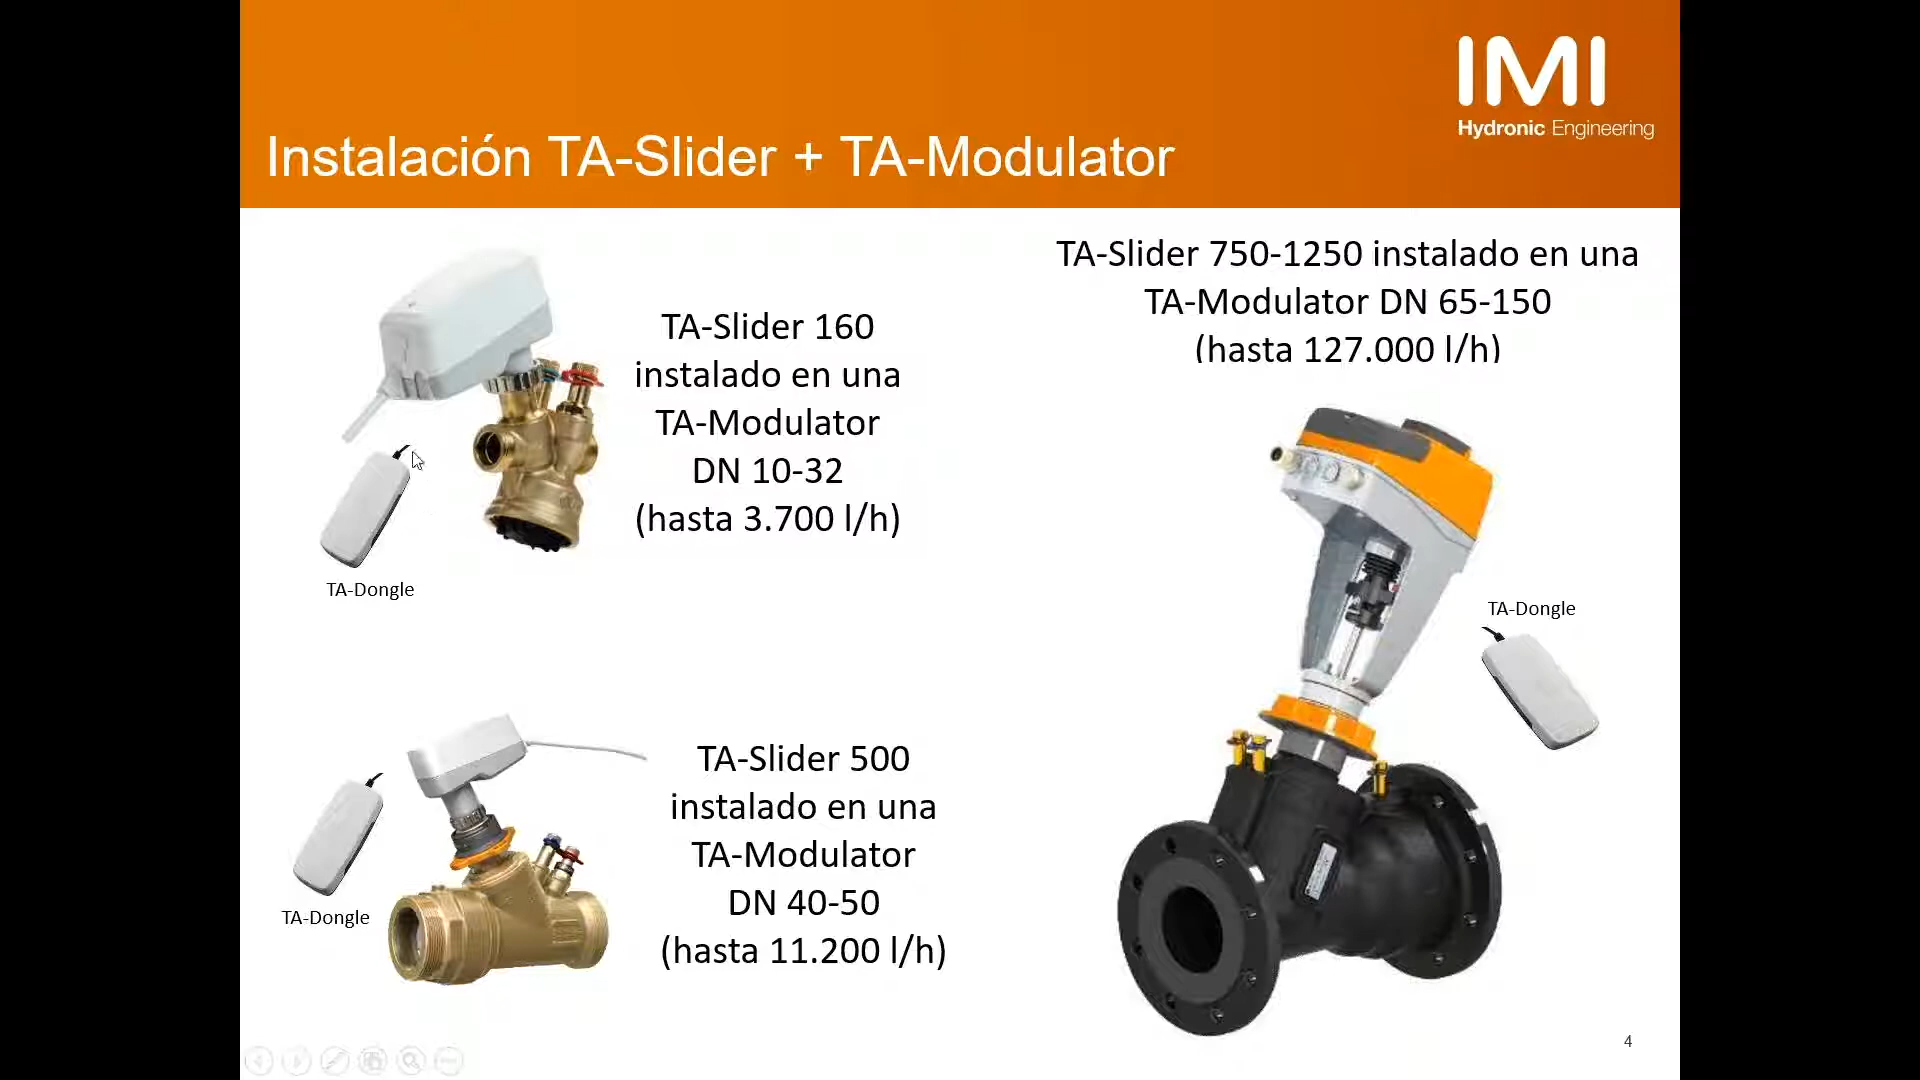 IMI
Hydronic Engineering
Instalación TA-Slider + TA-Modulator
TA-Slider 160
instalado en una
TA-Modulator
DN 10-32
(hasta 3.700 l/h)
TA-Dongle
TA-Slider 750-1250 instalado en una
TA-Modulator DN 65-150
(hasta 127.000 l/h)
TA-Dongle
TA-Slider 500
instalado en una
TA-Modulator
DN 40-50
(hasta 11.200 l/h)
TA-Dongle
4